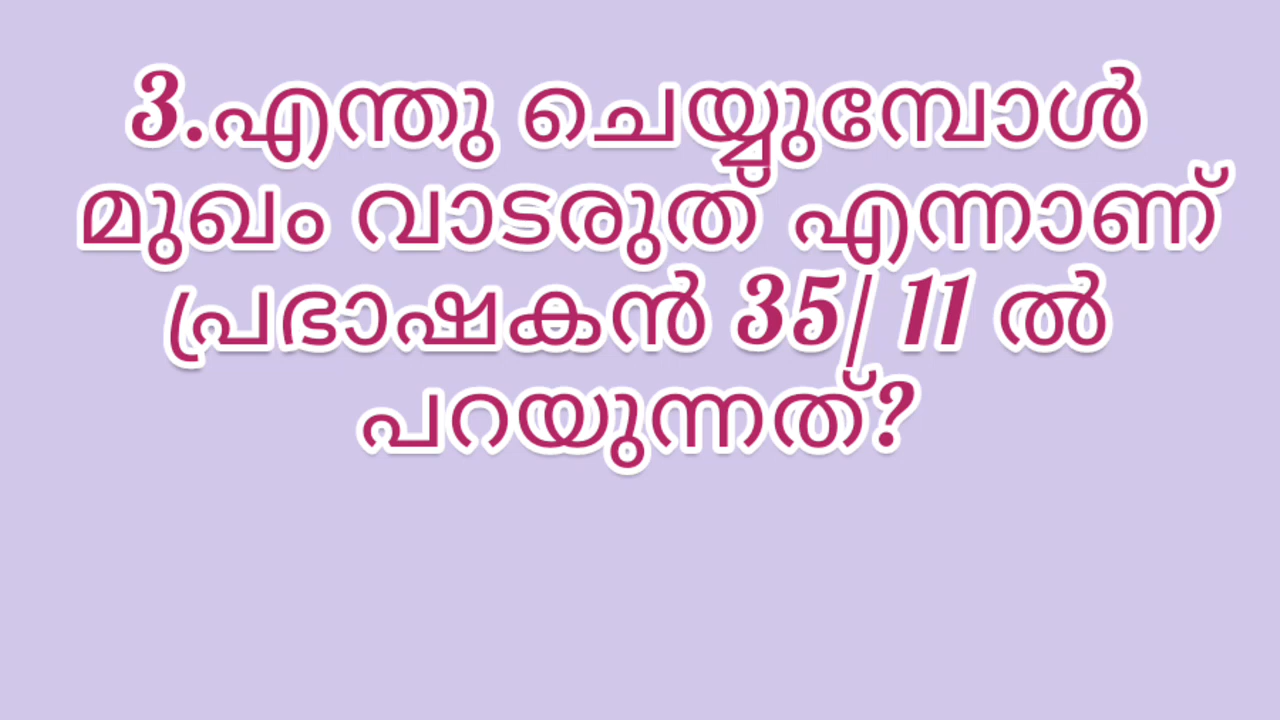 3.എന്തു ചെയ്യുമ്പോൾ
മുഖം വാടരുത് എന്നാണ്
പ്രഭാഷകൻ 35/ 11 ൽ
പറയുന്നത്?